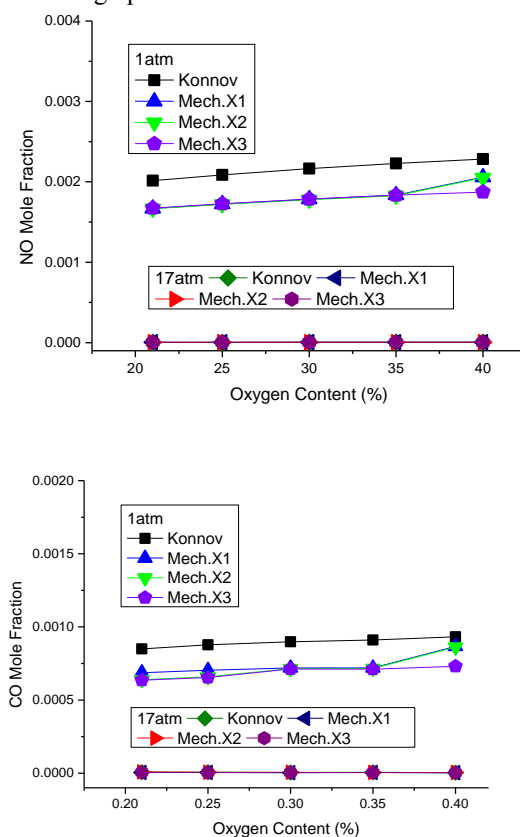 0.004
1atm
Konnov
Mech.X1
Mech.X2
Mech.X3
0.003
0.002
0.001
0.000
NO Mole Fraction
17atm Konnov Mech.X1
Mech.X2 Mech.X3
20 25 30 35 40
Oxygen Content (%)
0.0020
1atm
Konnov
Mech.X1
Mech.X2
Mech.X3
0.0015
0.0010
0.0005
0.0000
CO Mole Fraction
17atm Konnov Mech.X1
Mech.X2 Mech.X3
0.20 0.25 0.30 0.35 0.40
Oxygen Content (%)